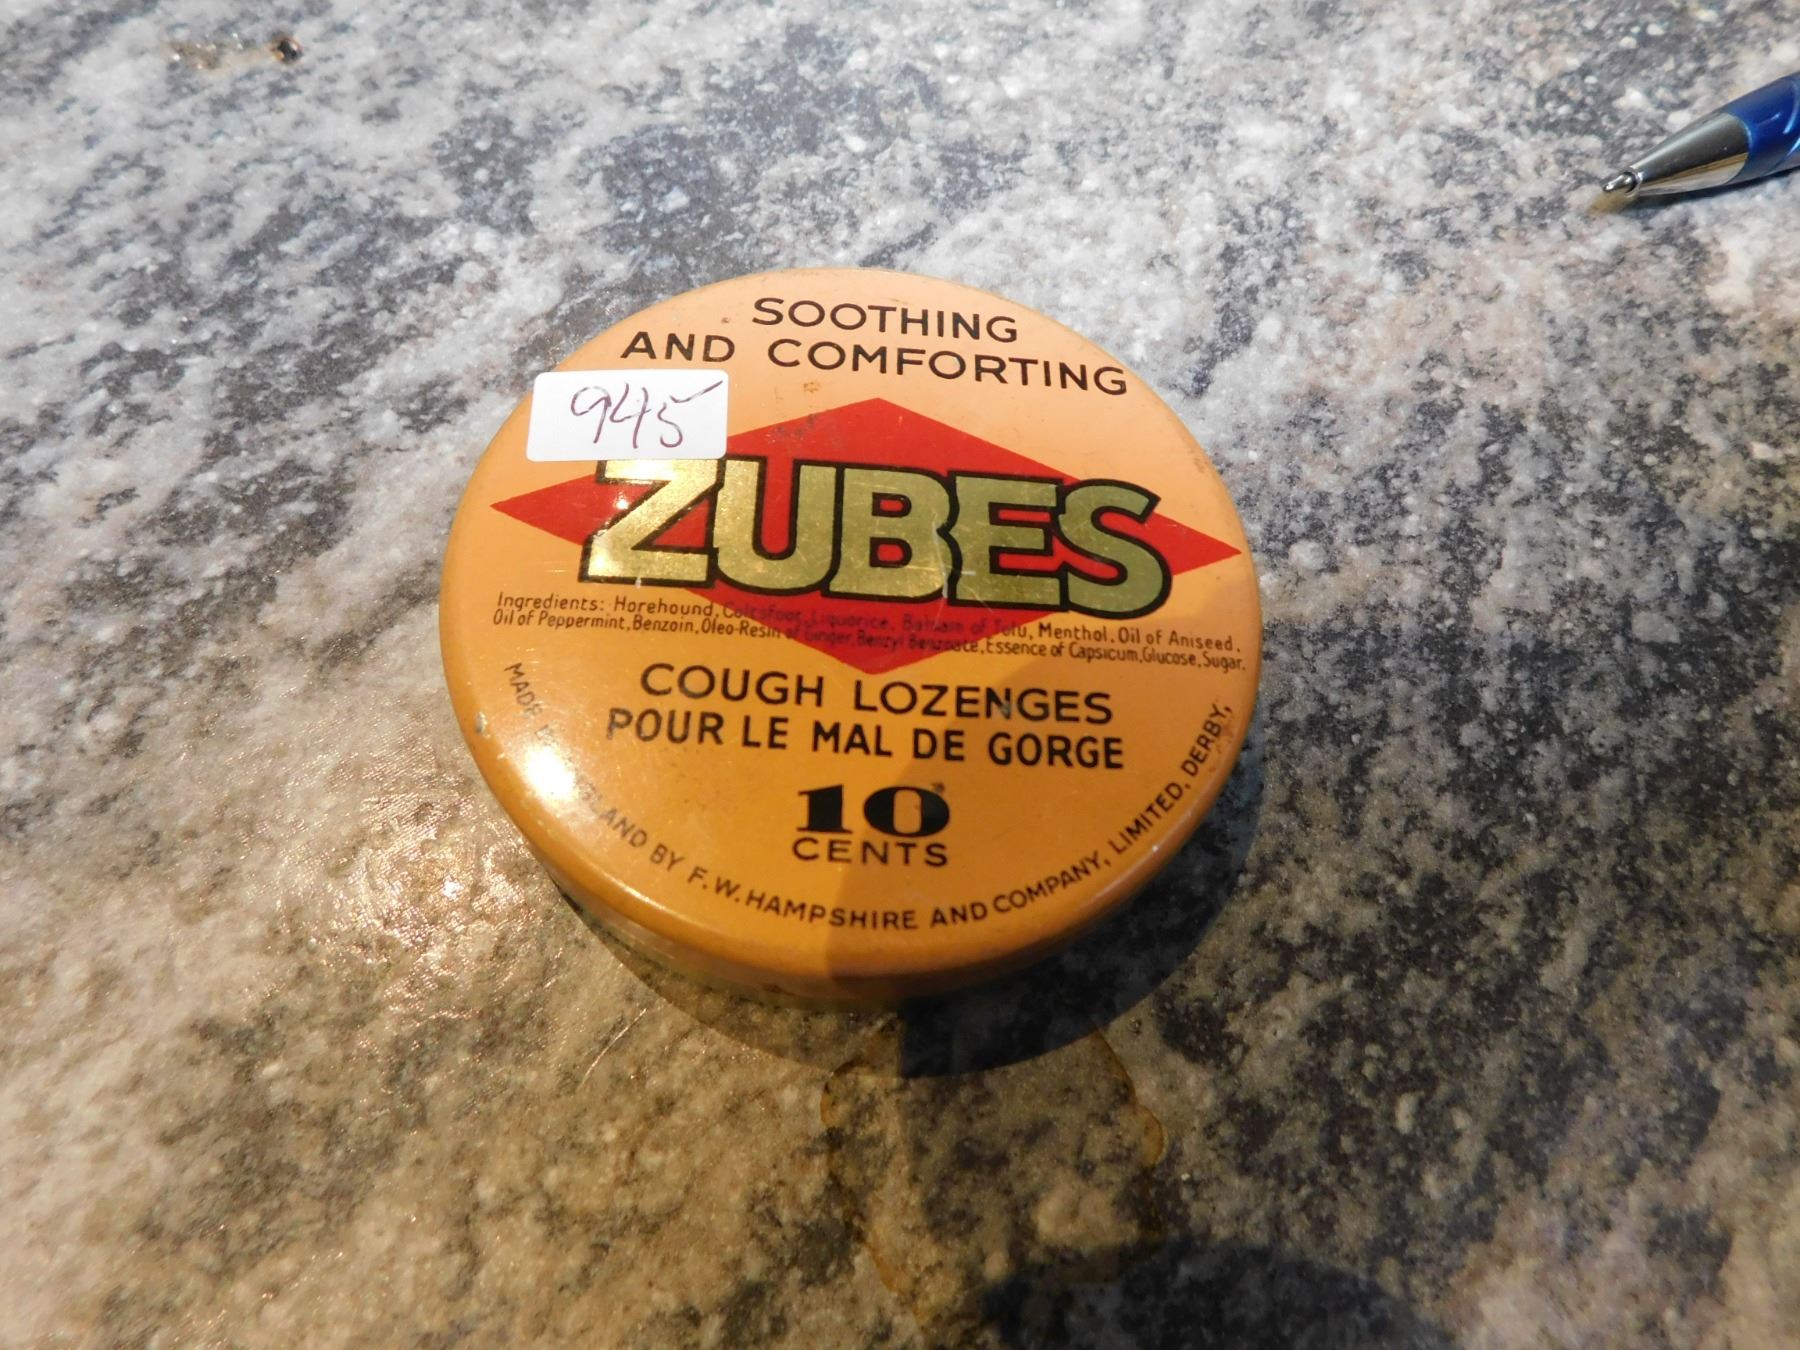 SOOTHING
AND COMFORTING
945
ZUBES
Ingredients: Horehound, Coltsfoot, Liquorice, Balsam of Tolu, Menthol, Oil of Aniseed,
Oil of Peppermint, Benzoin, Oleo-Resin of Ginger, Benzyl Benzoate, Essence of Capsicum, Glucose, Sugar.
COUGH LOZENGES
POUR LE MAL DE GORGE
10
CENTS
MADE IN ENGLAND BY F. W. HAMPSHIRE AND COMPANY, LIMITED, DERBY,